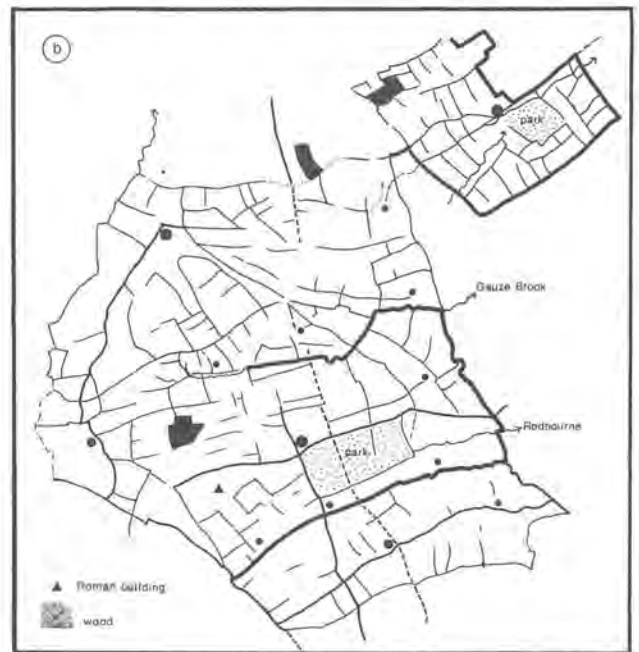 b
park
Gauze Brook
Rodbourne
park
Roman building
wood